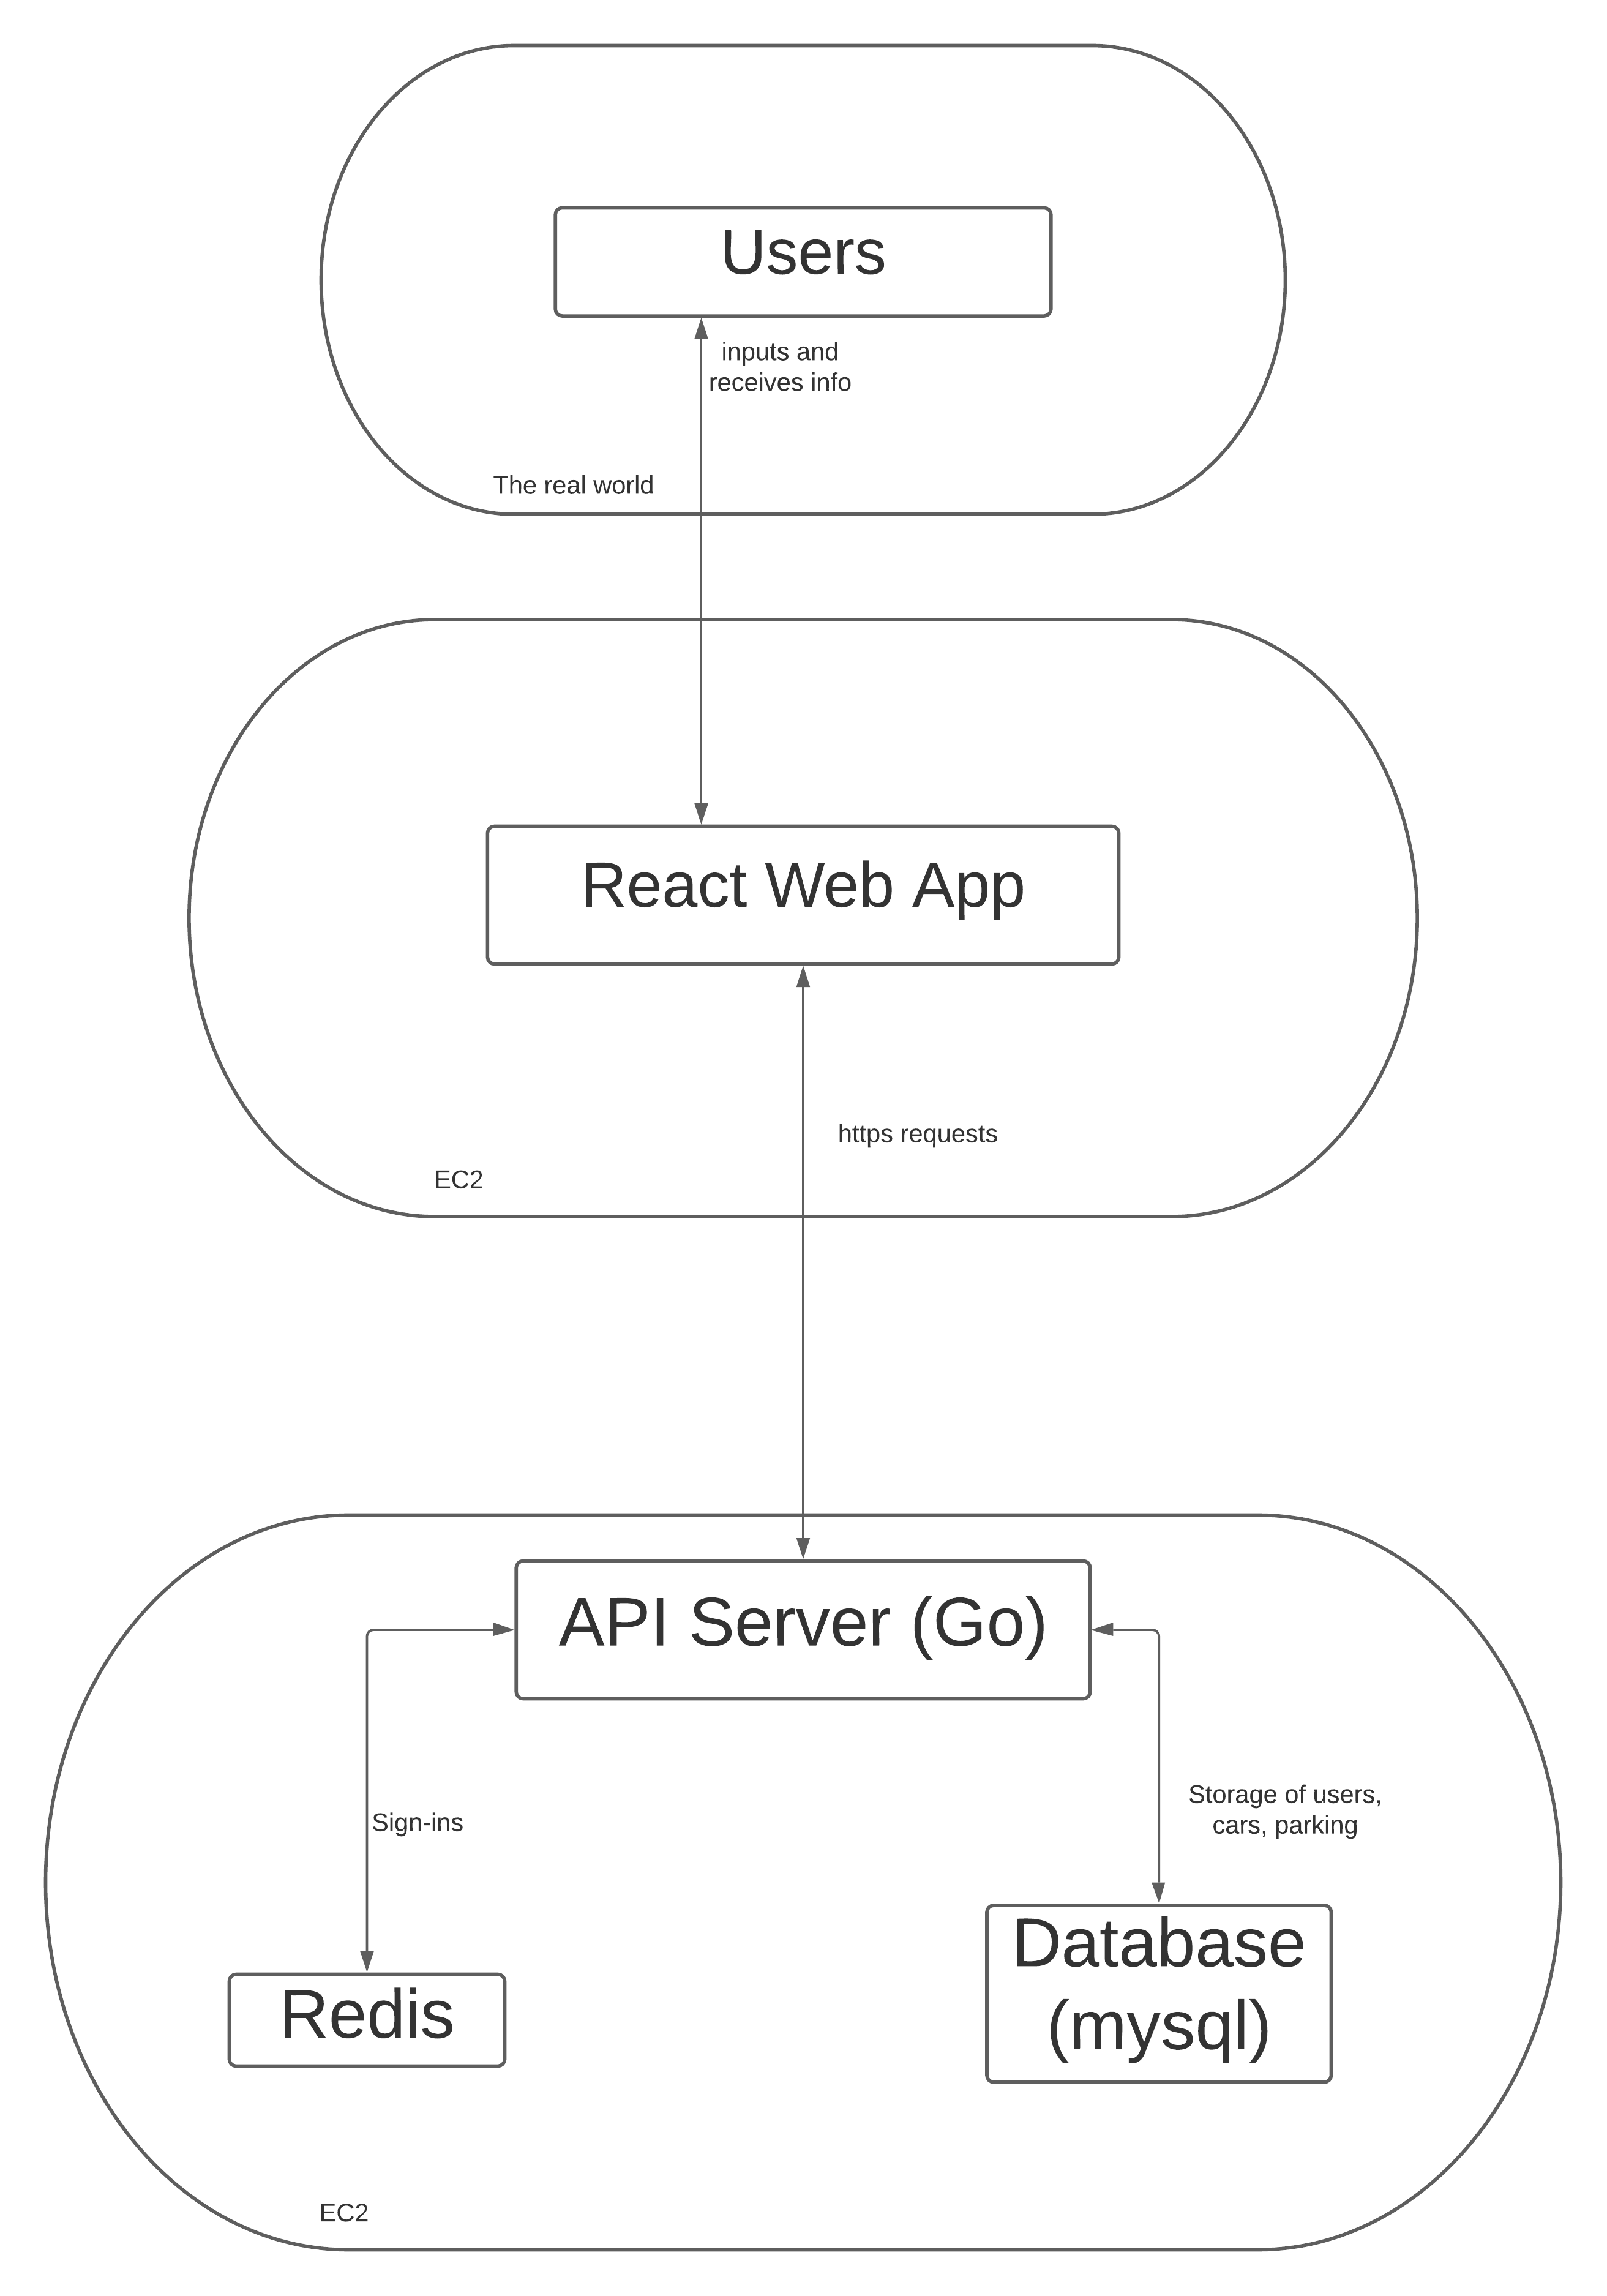 Users
inputs and
receives info
The real world
React Web App
https requests
EC2
API Server (Go)
Storage of users,
cars, parking
Sign-ins
Database
(mysql)
Redis
EC2